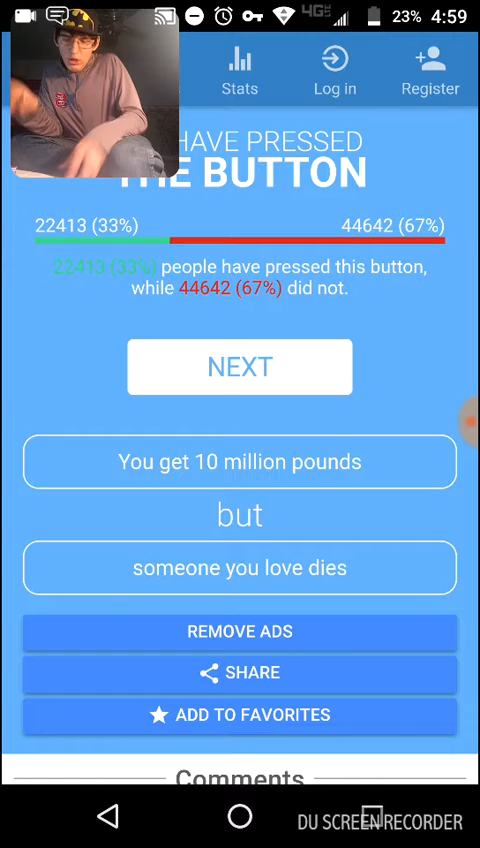 4G
23% 4:59
Stats
Log in
Register
HAVE PRESSED
THE BUTTON
22413 (33%)
44642 (67%)
22413 (33%) people have pressed this button,
while 44642 (67%) did not.
NEXT
You get 10 million pounds
but
someone you love dies
REMOVE ADS
SHARE
ADD TO FAVORITES
Comments
DU SCREEN RECORDER